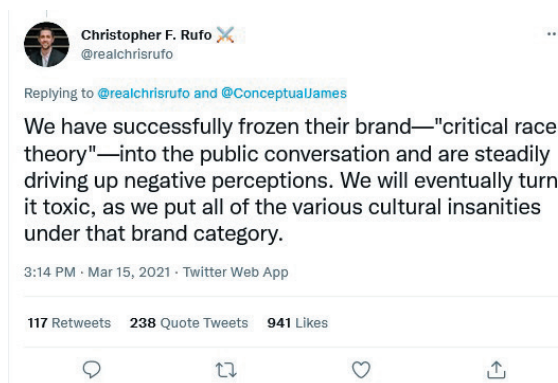 Christopher F. Rufo ⚔️
@realchrisrufo
Replying to @realchrisrufo and @ConceptualJames
We have successfully frozen their brand—"critical race
theory"—into the public conversation and are steadily
driving up negative perceptions. We will eventually turn
it toxic, as we put all of the various cultural insanities
under that brand category.
3:14 PM · Mar 15, 2021 · Twitter Web App
117 Retweets 238 Quote Tweets 941 Likes